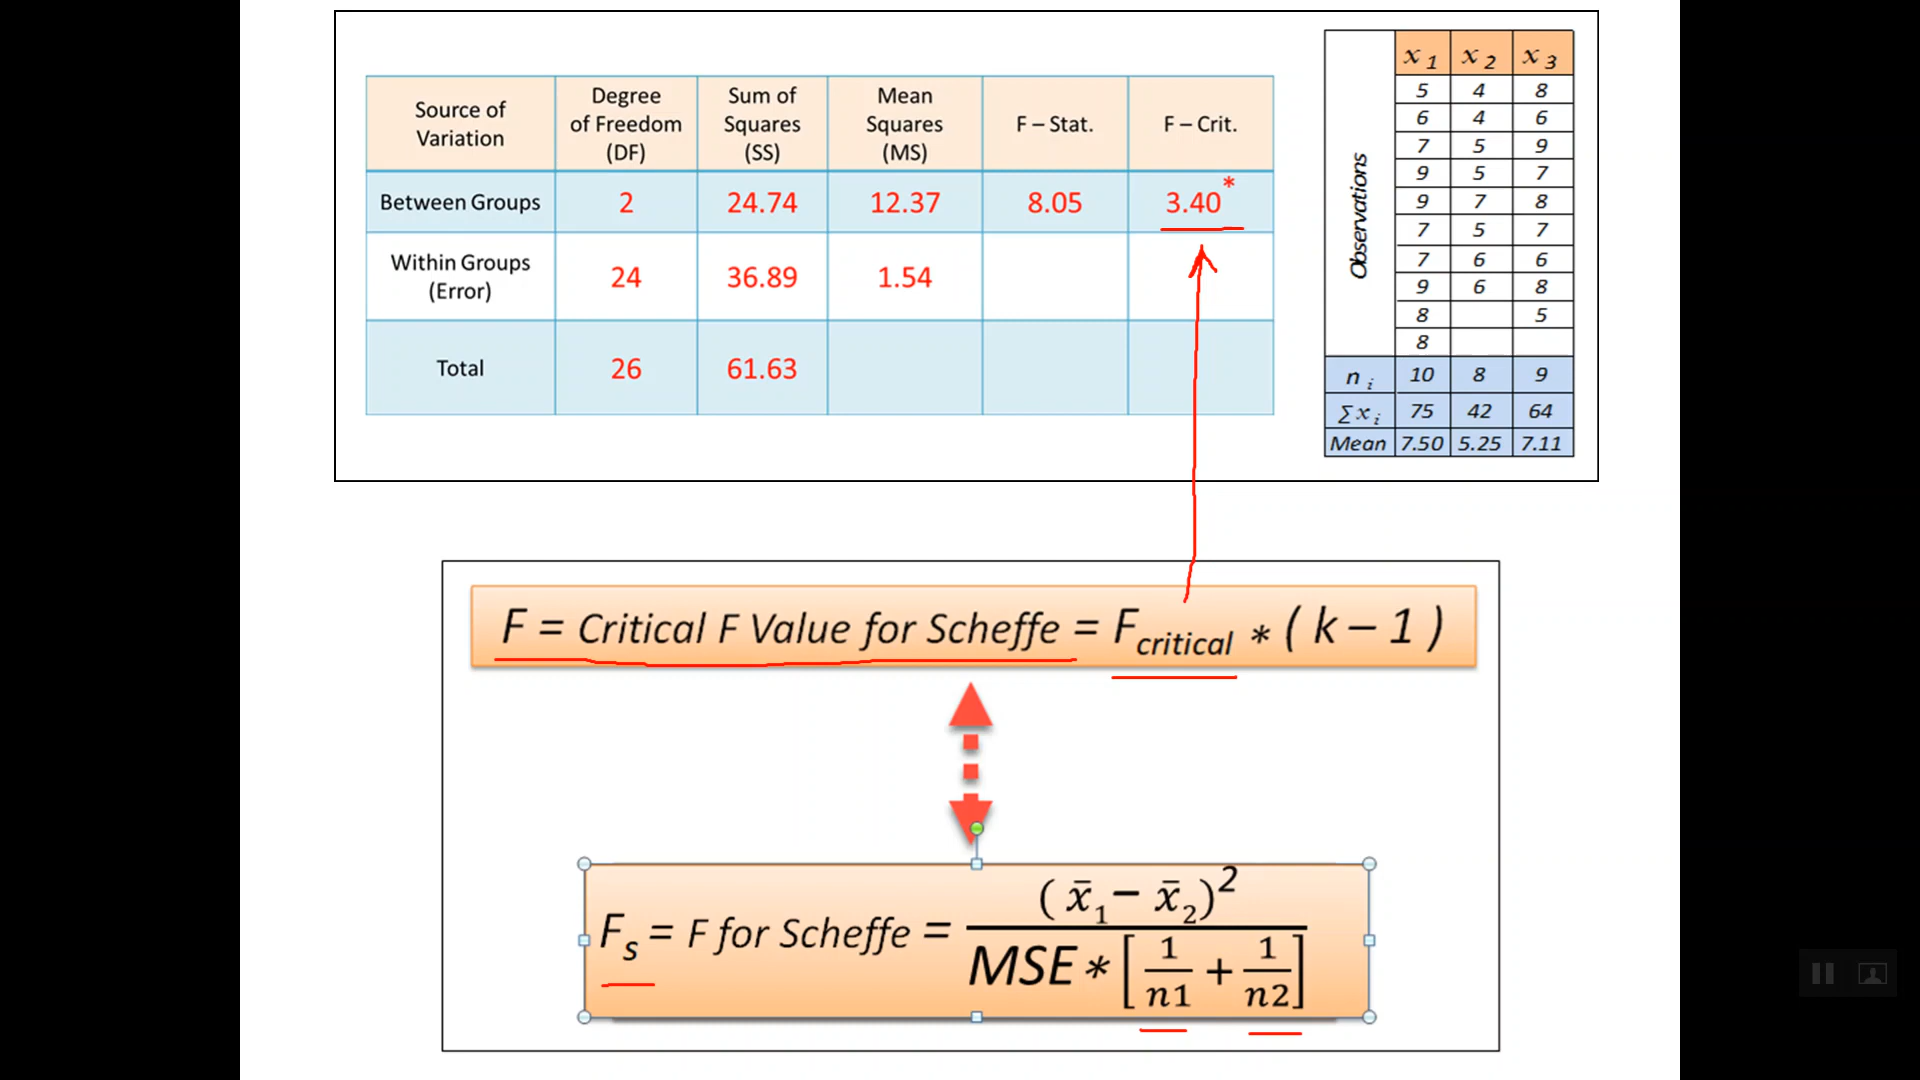 Source of Variation Degree of Freedom (DF) Sum of Squares (SS) Mean Squares (MS) F – Stat. F – Crit.
Between Groups 2 24.74 12.37 8.05 3.40*
Within Groups (Error) 24 36.89 1.54
Total 26 61.63
Observations
x 1 x 2 x 3
5 4 8
6 4 6
7 5 9
9 5 7
9 7 8
7 5 7
7 6 6
9 6 8
8 5
8
n i 10 8 9
∑x i 75 42 64
Mean 7.50 5.25 7.11
F = Critical F Value for Scheffe = Fcritical * ( k – 1 )
Fs = F for Scheffe = ( x̄1 – x̄2 )2
MSE * [ 1/n1 + 1/n2 ]